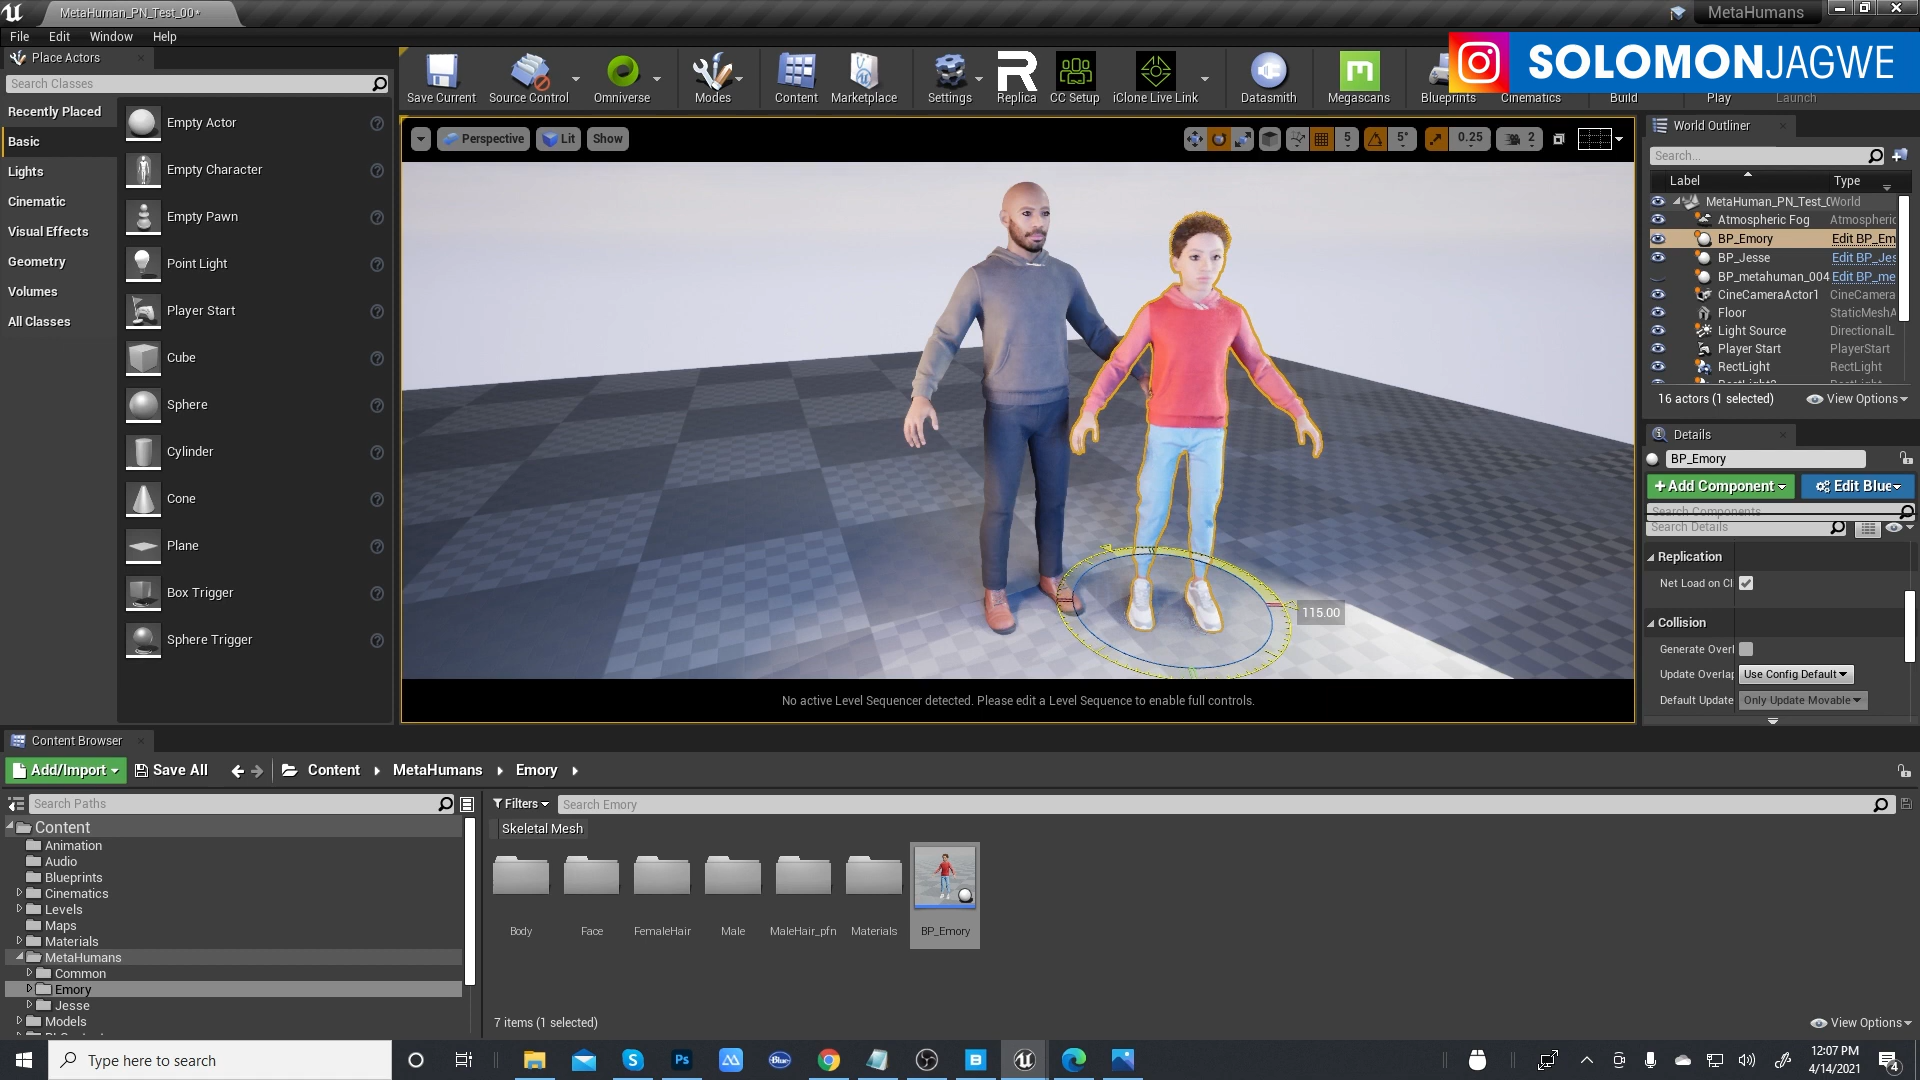 MetaHuman_PN_Test_00*
MetaHumans
File Edit Window Help
SOLOMONJAGWE
Place Actors
Search Classes
Recently Placed
Basic
Lights
Cinematic
Visual Effects
Geometry
Volumes
All Classes
Empty Actor
Empty Character
Empty Pawn
Point Light
Player Start
Cube
Sphere
Cylinder
Cone
Plane
Box Trigger
Sphere Trigger
Save Current
Source Control
Omniverse
Modes
Content
Marketplace
Settings
Replica
CC Setup
iClone Live Link
Datasmith
Megascans
Blueprints
Cinematics
Build
Play
Launch
Perspective Lit Show
5 5° 0.25 2
115.00
No active Level Sequencer detected. Please edit a Level Sequence to enable full controls.
World Outliner
Search...
Label Type
MetaHuman_PN_Test_( World
Atmospheric Fog Atmospheric
BP_Emory Edit BP_Em
BP_Jesse Edit BP_Jes
BP_metahuman_004 Edit BP_me
CineCameraActor1 CineCamera
Floor StaticMeshA
Light Source DirectionalL
Player Start PlayerStart
RectLight RectLight
16 actors (1 selected) View Options
Details
BP_Emory
+Add Component Edit Blue
Search Components
Search Details
Replication
Net Load on Cl
Collision
Generate Overl
Update Overlap Use Config Default
Default Update Only Update Movable
Content Browser
Add/Import Save All Content MetaHumans Emory
Search Paths
Content
Animation
Audio
Blueprints
Cinematics
Levels
Maps
Materials
MetaHumans
Common
Emory
Jesse
Models
Filters Search Emory
Skeletal Mesh
Body Face FemaleHair Male MaleHair_pfn Materials BP_Emory
7 items (1 selected)
View Options
Type here to search
12:07 PM
4/14/2021
4